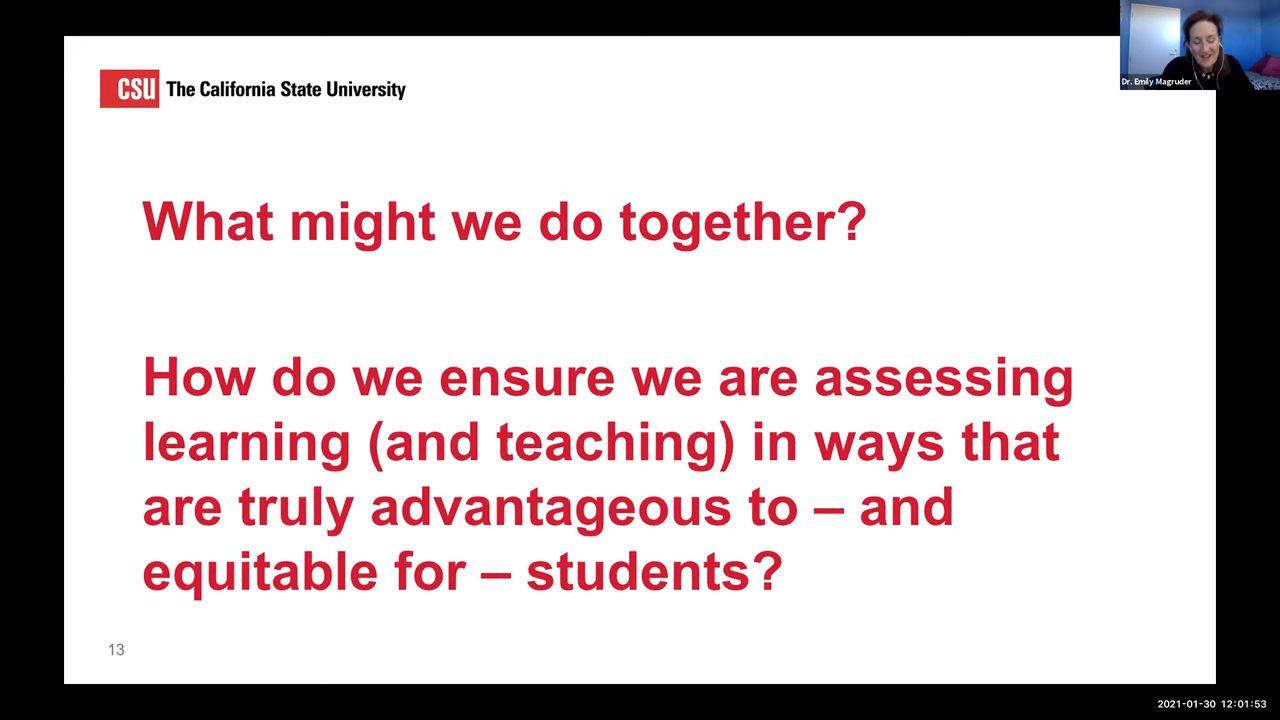 CSU The California State University
Dr. Emily Magruder
What might we do together?
How do we ensure we are assessing
learning (and teaching) in ways that
are truly advantageous to – and
equitable for – students?
13
2021-01-30 12:01:53